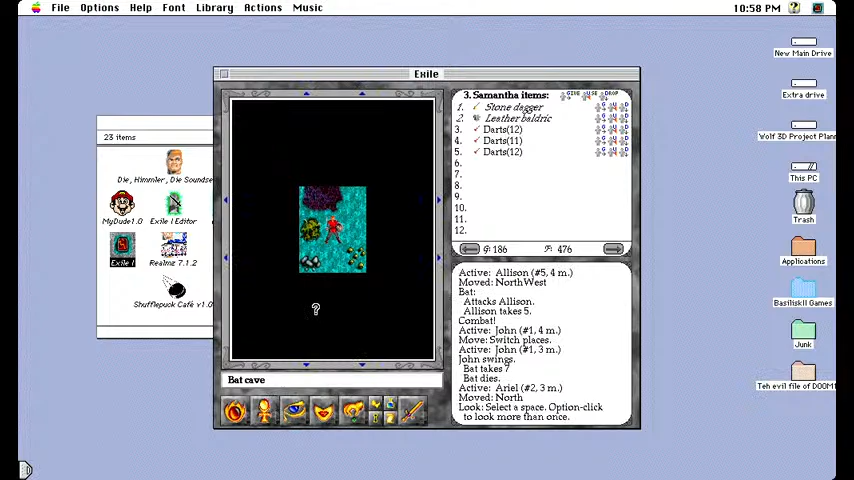 File Options Help Font Library Actions Music
10:58 PM
New Main Drive
Extra drive
Wolf 3D Project Plann
This PC
Trash
Applications
BasiliskII Games
Junk
Teh evil file of DOOM!
23 items
Die, Himmler, Die Soundse
MyDude1.0
Exile I Editor
Exile I
Realmz 7.1.2
Shufflepuck Café v1.0
Exile
3. Samantha items:
GIVE USE DROP
1. Stone dagger
2. Leather baldric
3. Darts(12)
4. Darts(11)
5. Darts(12)
6.
7.
8.
9.
10.
11.
12.
G: 186 F: 476
Active: Allison (#5, 4 m.)
Moved: NorthWest
Bat:
Attacks Allison.
Allison takes 5.
Combat!
Active: John (#1, 4 m.)
Move: Switch places.
Active: John (#1, 3 m.)
John swings.
Bat takes 7
Bat dies.
Active: Ariel (#2, 3 m.)
Moved: North
Look: Select a space. Option-click
to look more than once.
Bat cave